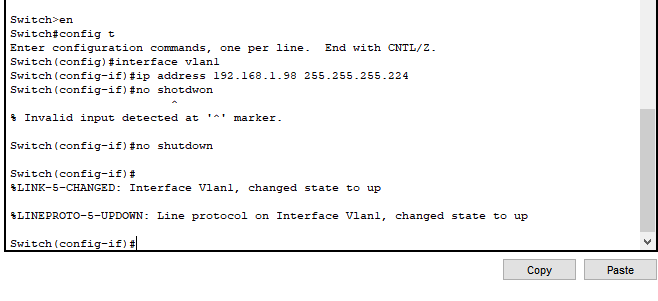 Switch>en
Switch#config t
Enter configuration commands, one per line.  End with CNTL/Z.
Switch(config)#interface vlan1
Switch(config-if)#ip address 192.168.1.98 255.255.255.224
Switch(config-if)#no shotdwon
^
% Invalid input detected at '^' marker.
Switch(config-if)#no shutdown
Switch(config-if)#
%LINK-5-CHANGED: Interface Vlan1, changed state to up
%LINEPROTO-5-UPDOWN: Line protocol on Interface Vlan1, changed state to up
Switch(config-if)#
Copy
Paste